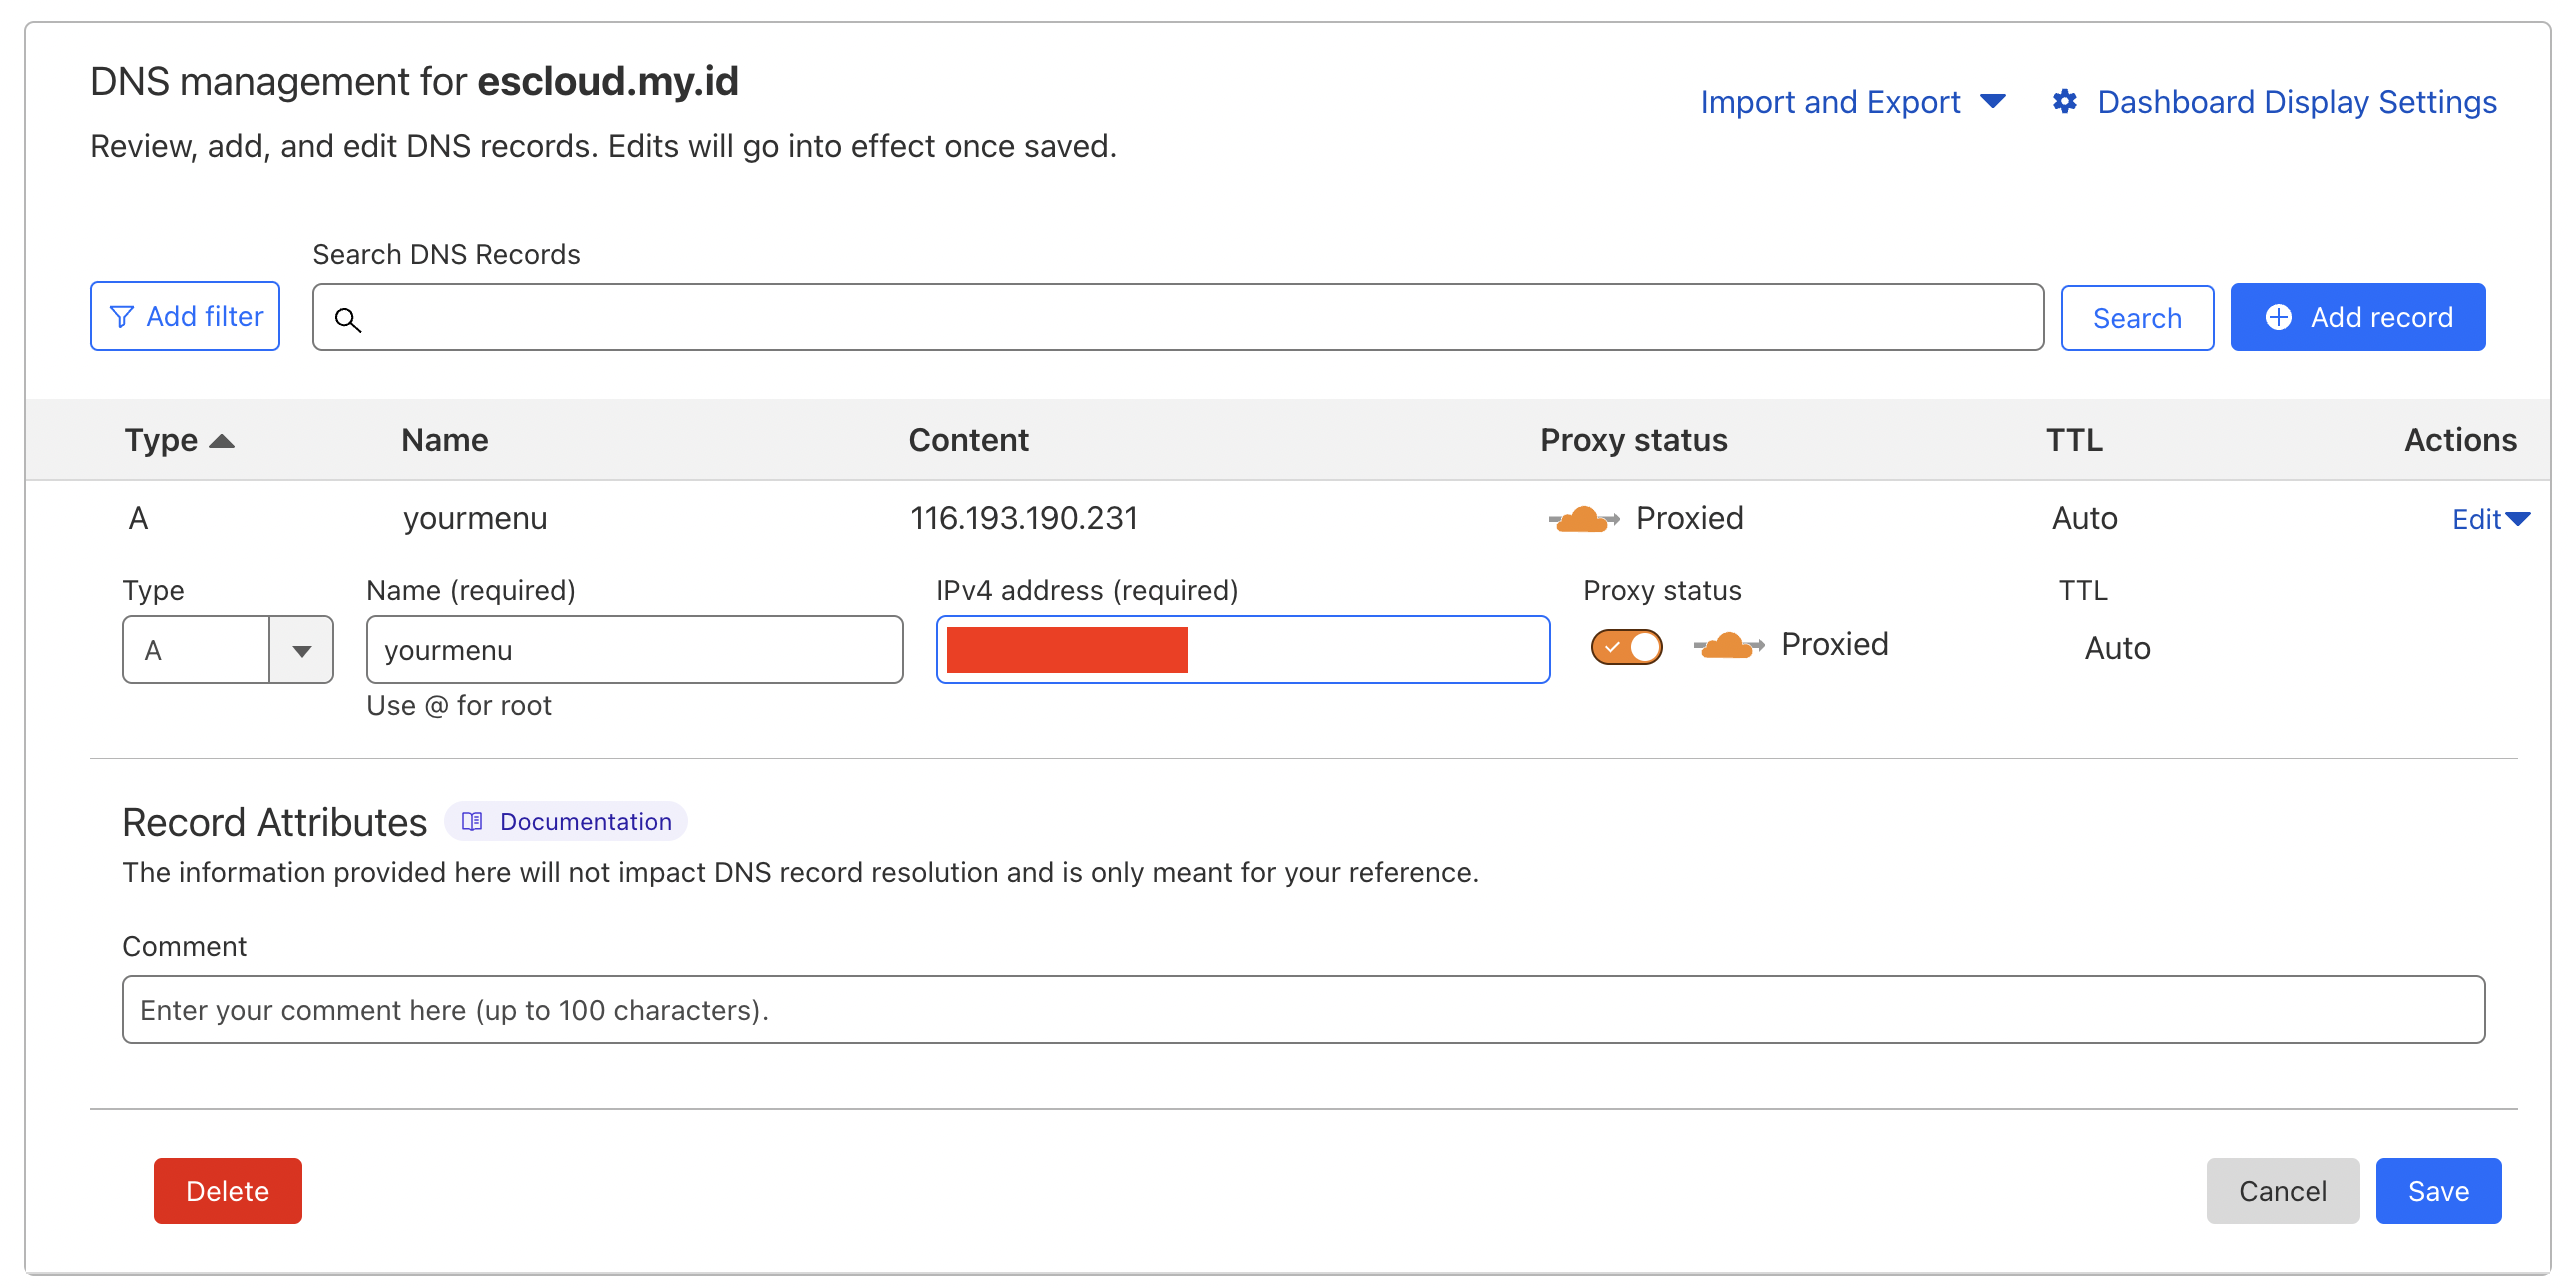 DNS management for escloud.my.id
Import and Export
Dashboard Display Settings
Review, add, and edit DNS records. Edits will go into effect once saved.
Search DNS Records
Add filter
Search
Add record
Type Name Content Proxy status TTL Actions
A yourmenu 116.193.190.231 Proxied Auto Edit
Type Name (required) IPv4 address (required) Proxy status TTL
A yourmenu Proxied Auto
Use @ for root
Record Attributes Documentation
The information provided here will not impact DNS record resolution and is only meant for your reference.
Comment
Enter your comment here (up to 100 characters).
Delete Cancel Save